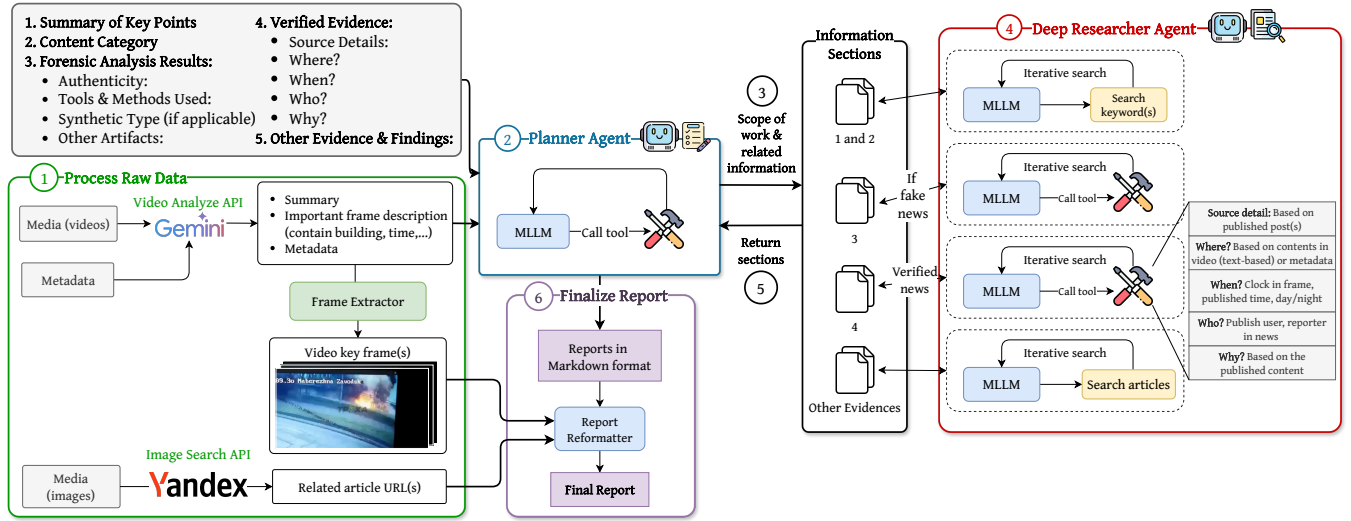 1. Summary of Key Points
2. Content Category
3. Forensic Analysis Results:
• Authenticity:
• Tools & Methods Used:
• Synthetic Type (if applicable)
• Other Artifacts:
4. Verified Evidence:
• Source Details:
• Where?
• When?
• Who?
• Why?
5. Other Evidence & Findings:
1 Process Raw Data
Media (videos)
Video Analyze API
Gemini
Metadata
• Summary
• Important frame description
(contain building, time,...)
• Metadata
Frame Extractor
Video key frame(s)
Media
(images)
Image Search API
Yandex
Related article URL(s)
2 Planner Agent
MLLM
Call tool
3
Scope of
work &
related
information
Return
sections
5
6 Finalize Report
Reports in
Markdown format
Report
Reformatter
Final Report
Information
Sections
1 and 2
If
fake
news
3
Verified
news
4
Other Evidences
4 Deep Researcher Agent
Iterative search
MLLM
Search
keyword(s)
Iterative search
MLLM
Call tool
Iterative search
MLLM
Call tool
Iterative search
MLLM
Search articles
Source detail: Based on
published post(s)
Where? Based on contents in
video (text-based) or metadata
When? Clock in frame,
published time, day/night
Who? Publish user, reporter
in news
Why? Based on the
published content